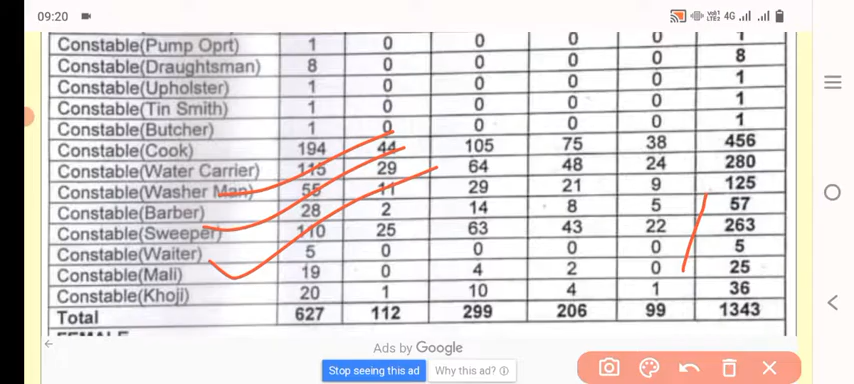 09:20 Vo)) LTE2 4G
Constable(Pump Oprt) 1 0 0 0 0 1
Constable(Draughtsman) 8 0 0 0 0 8
Constable(Upholster) 1 0 0 0 0 1
Constable(Tin Smith) 1 0 0 0 0 1
Constable(Butcher) 1 0 0 0 0 1
Constable(Cook) 194 44 105 75 38 456
Constable(Water Carrier) 115 29 64 48 24 280
Constable(Washer Man) 55 11 29 21 9 125
Constable(Barber) 28 2 14 8 5 57
Constable(Sweeper) 110 25 63 43 22 263
Constable(Waiter) 5 0 0 0 0 5
Constable(Mali) 19 0 4 2 0 25
Constable(Khoji) 20 1 10 4 1 36
Total 627 112 299 206 99 1343
FEMALE
Ads by Google
Stop seeing this ad Why this ad?